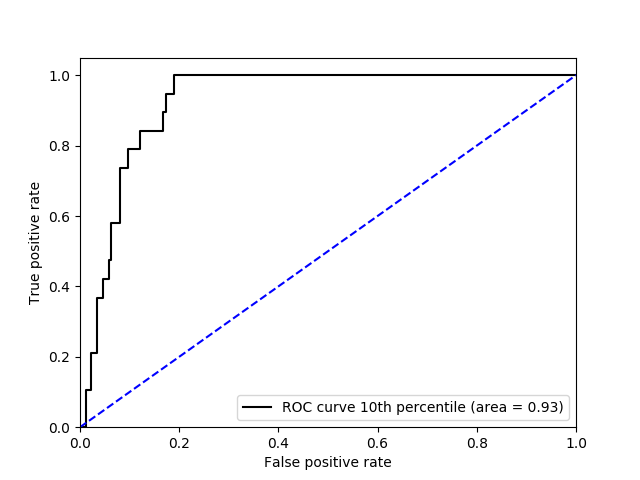 1.0
0.8
0.6
0.4
0.2
0.0
True positive rate
ROC curve 10th percentile (area = 0.93)
0.0 0.2 0.4 0.6 0.8 1.0
False positive rate